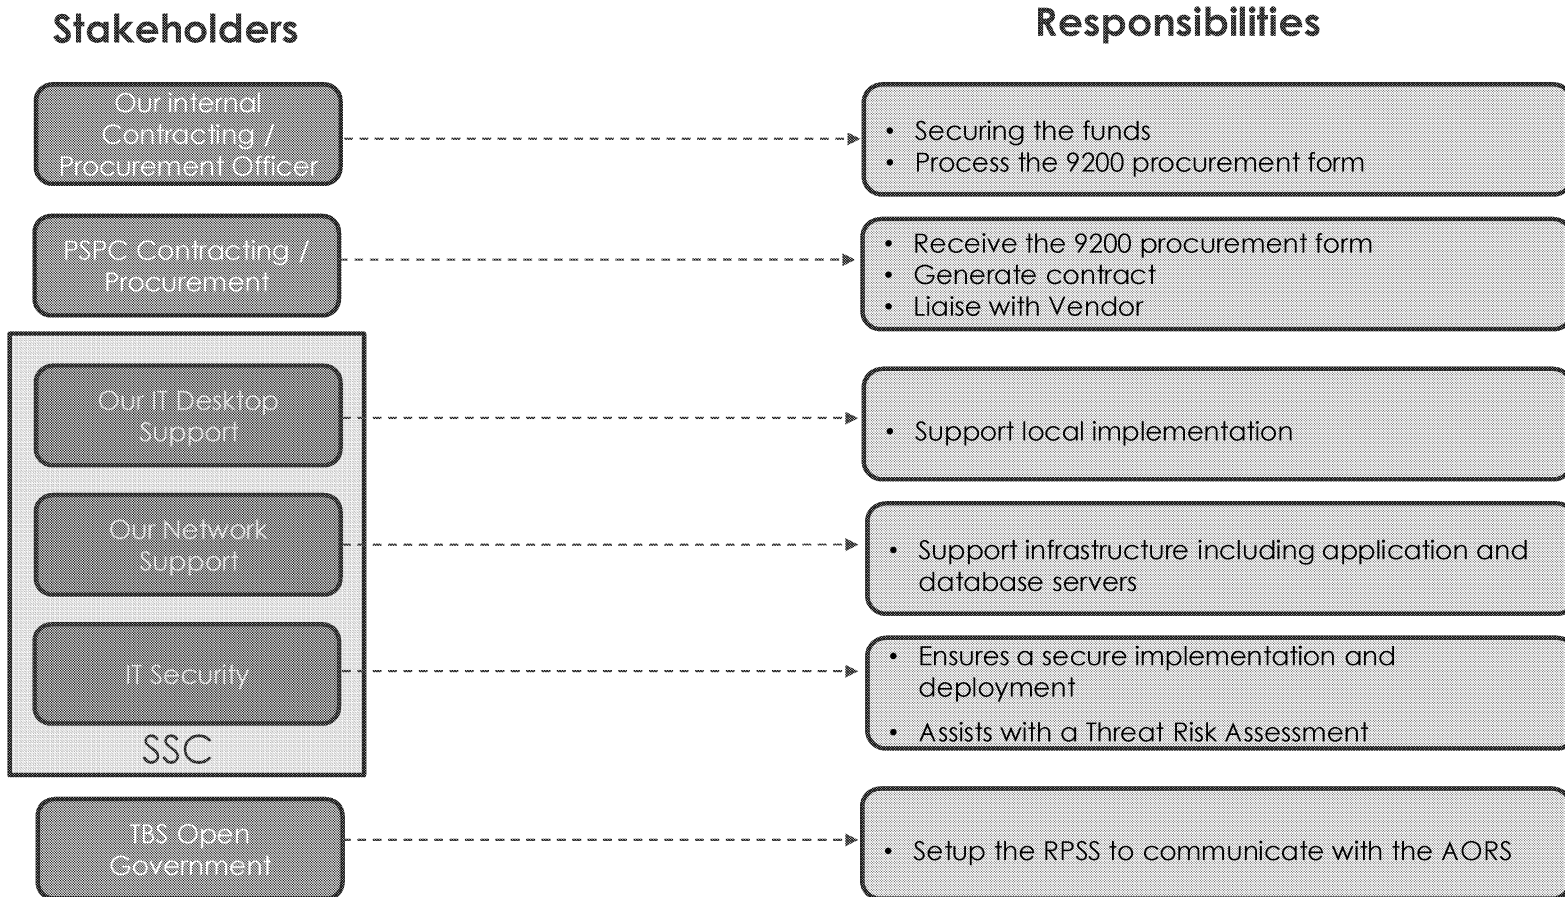 Stakeholders
Responsibilities
Our internal
Contracting /
Procurement Officer
• Securing the funds
• Process the 9200 procurement form
PSPC Contracting /
Procurement
• Receive the 9200 procurement form
• Generate contract
• Liaise with Vendor
Our IT Desktop
Support
• Support local implementation
Our Network
Support
• Support infrastructure including application and
database servers
IT Security
• Ensures a secure implementation and
deployment
• Assists with a Threat Risk Assessment
SSC
TBS Open
Government
• Setup the RPSS to communicate with the AORS